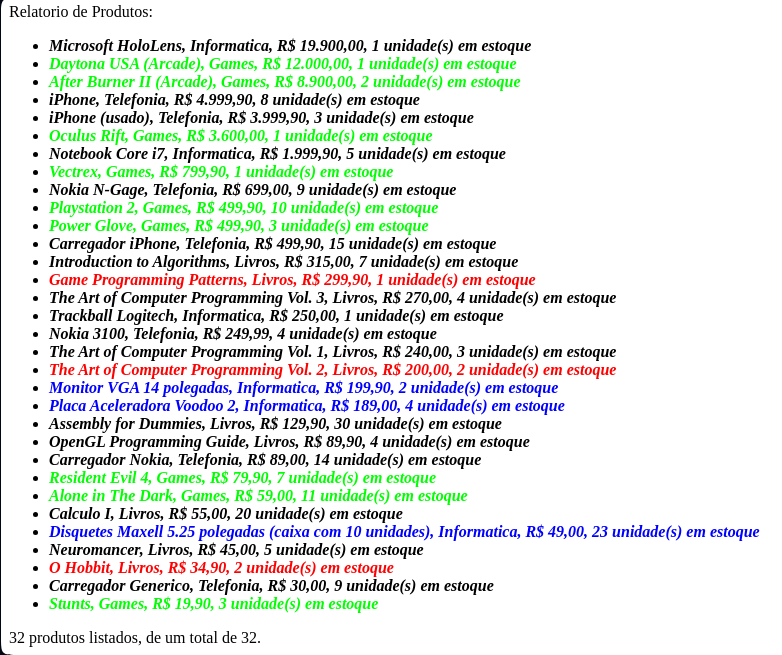 Relatorio de Produtos:
Microsoft HoloLens, Informatica, R$ 19.900,00, 1 unidade(s) em estoque
Daytona USA (Arcade), Games, R$ 12.000,00, 1 unidade(s) em estoque
After Burner II (Arcade), Games, R$ 8.900,00, 2 unidade(s) em estoque
iPhone, Telefonia, R$ 4.999,90, 8 unidade(s) em estoque
iPhone (usado), Telefonia, R$ 3.999,90, 3 unidade(s) em estoque
Oculus Rift, Games, R$ 3.600,00, 1 unidade(s) em estoque
Notebook Core i7, Informatica, R$ 1.999,90, 5 unidade(s) em estoque
Vectrex, Games, R$ 799,90, 1 unidade(s) em estoque
Nokia N-Gage, Telefonia, R$ 699,00, 9 unidade(s) em estoque
Playstation 2, Games, R$ 499,90, 10 unidade(s) em estoque
Power Glove, Games, R$ 499,90, 3 unidade(s) em estoque
Carregador iPhone, Telefonia, R$ 499,90, 15 unidade(s) em estoque
Introduction to Algorithms, Livros, R$ 315,00, 7 unidade(s) em estoque
Game Programming Patterns, Livros, R$ 299,90, 1 unidade(s) em estoque
The Art of Computer Programming Vol. 3, Livros, R$ 270,00, 4 unidade(s) em estoque
Trackball Logitech, Informatica, R$ 250,00, 1 unidade(s) em estoque
Nokia 3100, Telefonia, R$ 249,99, 4 unidade(s) em estoque
The Art of Computer Programming Vol. 1, Livros, R$ 240,00, 3 unidade(s) em estoque
The Art of Computer Programming Vol. 2, Livros, R$ 200,00, 2 unidade(s) em estoque
Monitor VGA 14 polegadas, Informatica, R$ 199,90, 2 unidade(s) em estoque
Placa Aceleradora Voodoo 2, Informatica, R$ 189,00, 4 unidade(s) em estoque
Assembly for Dummies, Livros, R$ 129,90, 30 unidade(s) em estoque
OpenGL Programming Guide, Livros, R$ 89,90, 4 unidade(s) em estoque
Carregador Nokia, Telefonia, R$ 89,00, 14 unidade(s) em estoque
Resident Evil 4, Games, R$ 79,90, 7 unidade(s) em estoque
Alone in The Dark, Games, R$ 59,00, 11 unidade(s) em estoque
Calculo I, Livros, R$ 55,00, 20 unidade(s) em estoque
Disquetes Maxell 5.25 polegadas (caixa com 10 unidades), Informatica, R$ 49,00, 23 unidade(s) em estoque
Neuromancer, Livros, R$ 45,00, 5 unidade(s) em estoque
O Hobbit, Livros, R$ 34,90, 2 unidade(s) em estoque
Carregador Generico, Telefonia, R$ 30,00, 9 unidade(s) em estoque
Stunts, Games, R$ 19,90, 3 unidade(s) em estoque
32 produtos listados, de um total de 32.